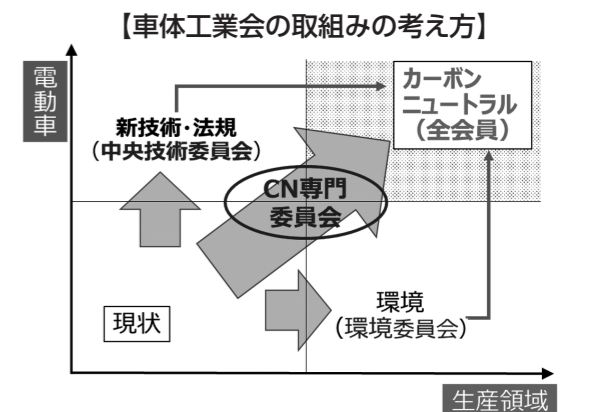 【車体工業会の取組みの考え方】
電動車
カーボン
ニュートラル
（全会員）
新技術・法規
（中央技術委員会）
CN専門
委員会
環境
（環境委員会）
現状
生産領域